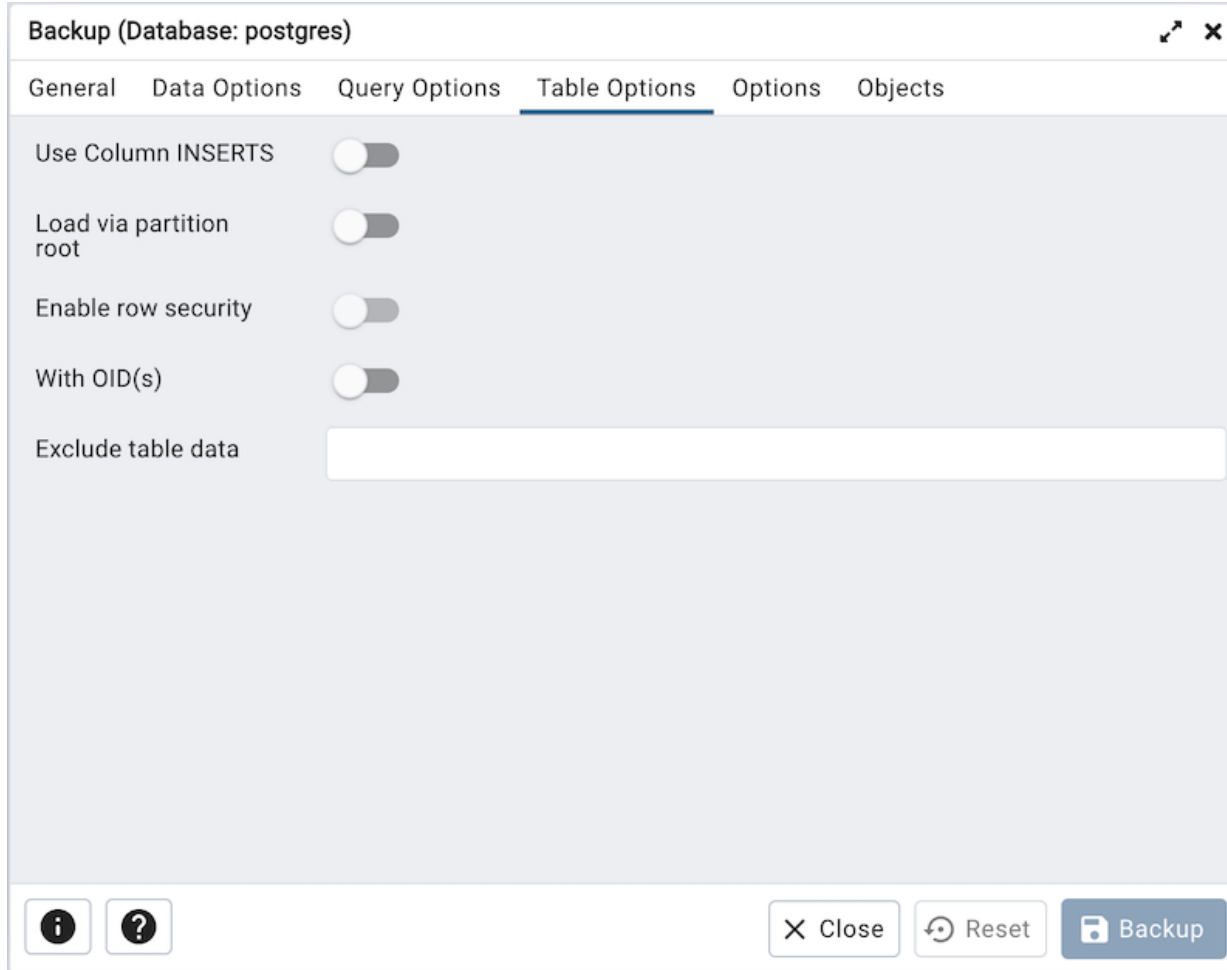 Backup (Database: postgres)
General Data Options Query Options Table Options Options Objects
Use Column INSERTS
Load via partition
root
Enable row security
With OID(s)
Exclude table data
Close Reset Backup